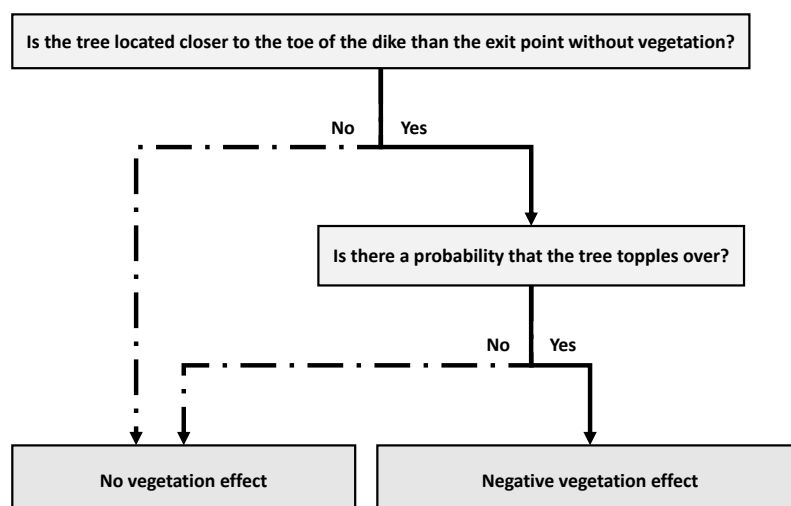 Is the tree located closer to the toe of the dike than the exit point without vegetation?
No Yes
Is there a probability that the tree topples over?
No Yes
No vegetation effect
Negative vegetation effect